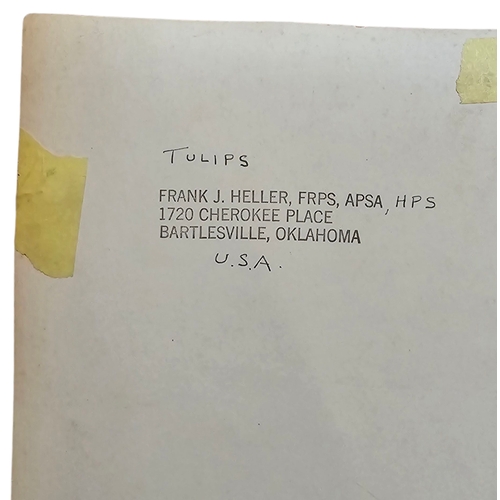 TULIPS
FRANK J. HELLER, FRPS, APSA, HPS
1720 CHEROKEE PLACE
BARTLESVILLE, OKLAHOMA
U.S.A.